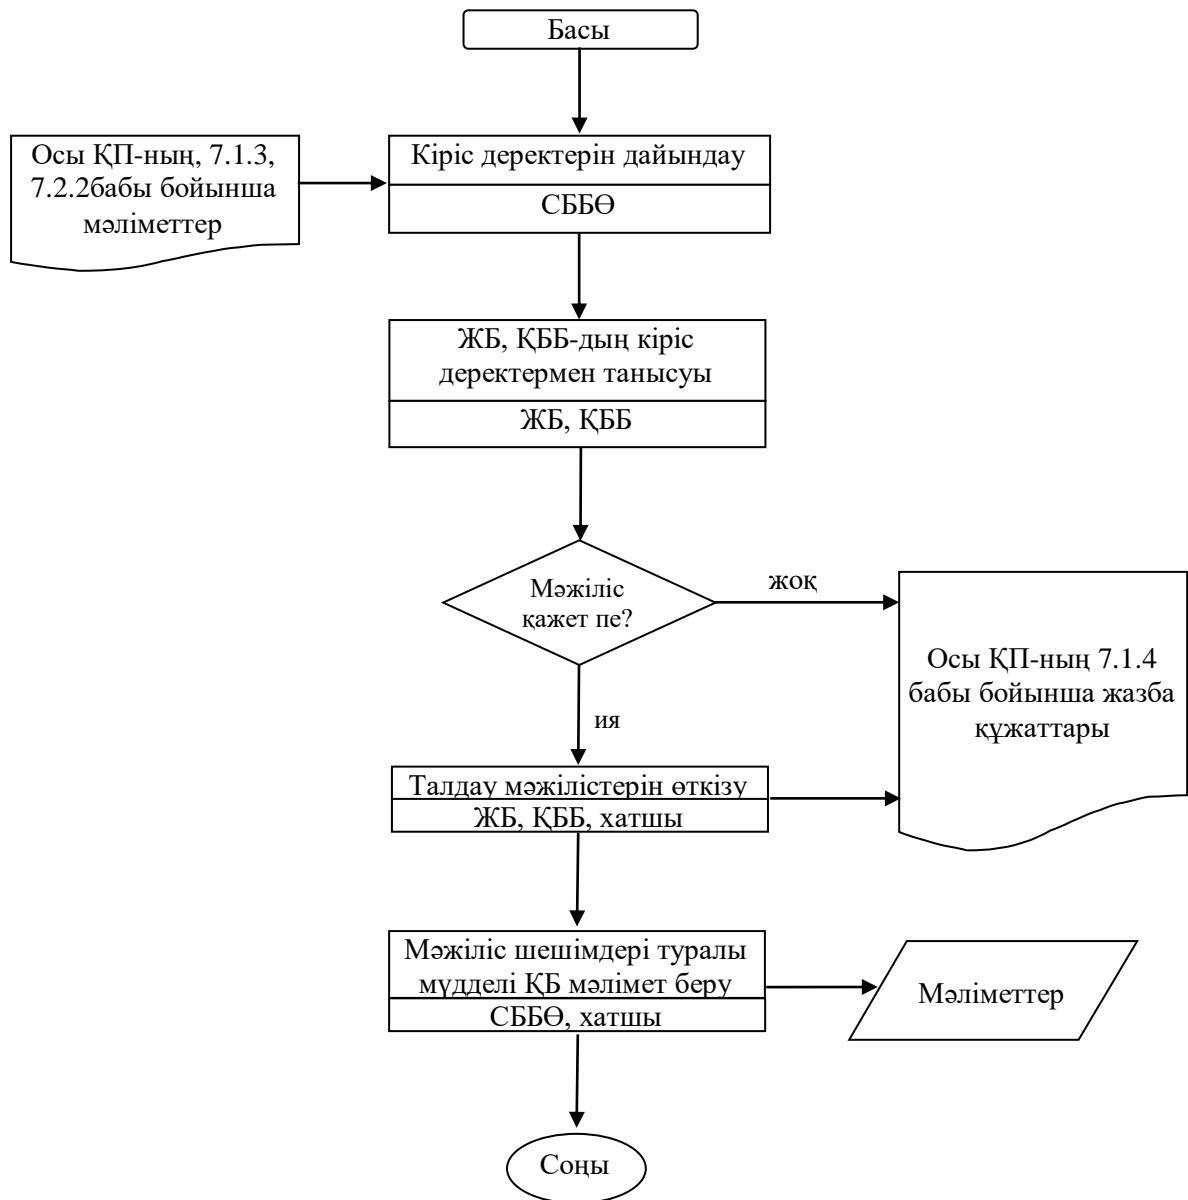 Басы
Осы ҚП-ның, 7.1.3,
7.2.2бабы бойынша
мәліметтер
Кіріс деректерін дайындау
СББӨ
ЖБ, ҚББ-дың кіріс
деректермен танысуы
ЖБ, ҚББ
Мәжіліс
қажет пе?
жоқ
Осы ҚП-ның 7.1.4
бабы бойынша жазба
құжаттары
ия
Талдау мәжілістерін өткізу
ЖБ, ҚББ, хатшы
Мәжіліс шешімдері туралы
мүдделі ҚБ мәлімет беру
СББӨ, хатшы
Мәліметтер
Соңы